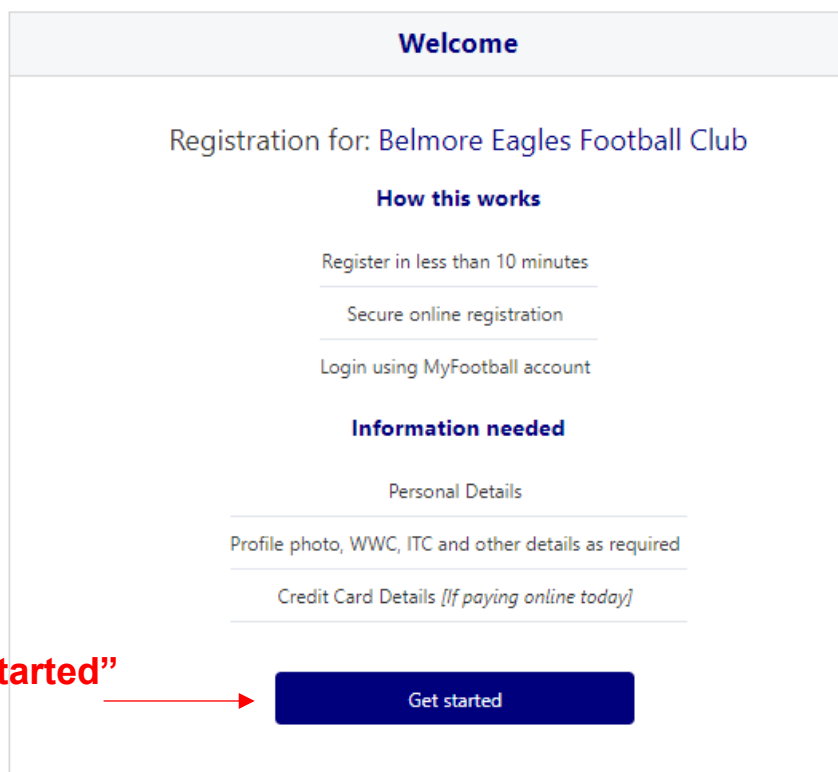 Welcome
Registration for: Belmore Eagles Football Club
How this works
Register in less than 10 minutes
Secure online registration
Login using MyFootball account
Information needed
Personal Details
Profile photo, WWC, ITC and other details as required
Credit Card Details [If paying online today]
tarted”
Get started